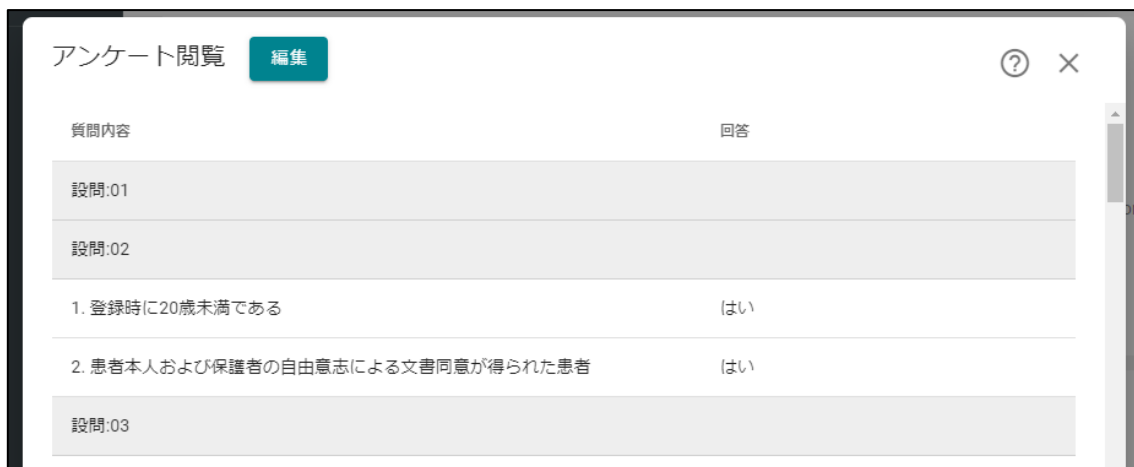 アンケート閲覧 編集
質問内容 回答
設問:01
設問:02
1. 登録時に20歳未満である はい
2. 患者本人および保護者の自由意志による文書同意が得られた患者 はい
設問:03